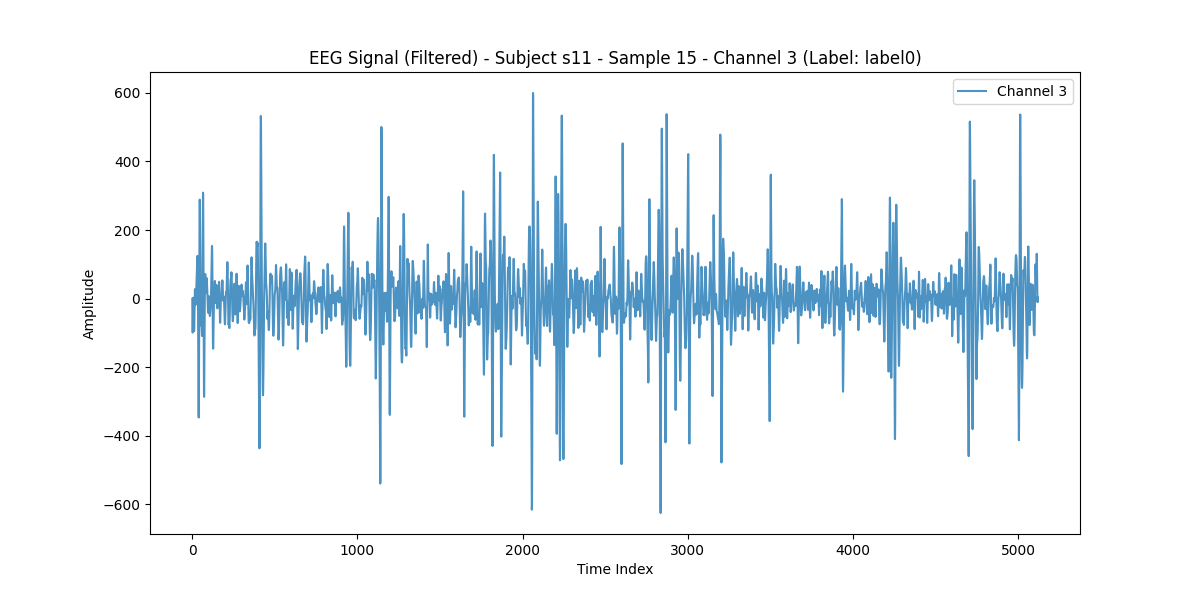 EEG Signal (Filtered) - Subject s11 - Sample 15 - Channel 3 (Label: label0)
Channel 3
600
400
200
0
−200
−400
−600
Amplitude
0 1000 2000 3000 4000 5000
Time Index